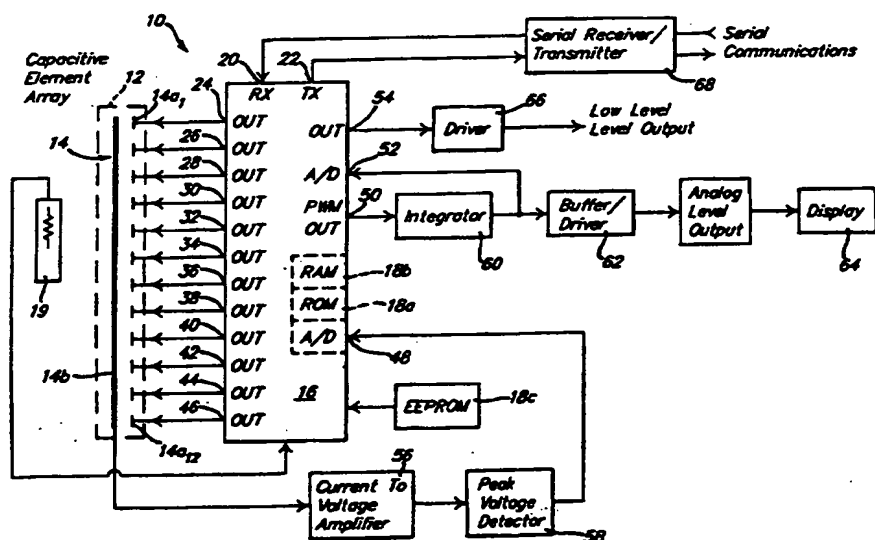 10
Serial Receiver/
Transmitter
Serial
Communications
68
Capacitive
Element
Array
12
14a1
24
20
22
RX
TX
54
66
OUT
OUT
Driver
Low Level
Level Output
14
26
OUT
52
28
OUT
A/D
30
OUT
PWM
50
OUT
Integrator
60
Buffer/
Driver
62
Analog
Level
Output
Display
64
32
OUT
19
34
OUT
RAM
18b
36
OUT
ROM
18a
38
OUT
A/D
48
40
OUT
42
OUT
14b
44
OUT
16
EEPROM
18c
46
OUT
14a12
56
Current To
Voltage
Amplifier
Peak
Voltage
Detector
58